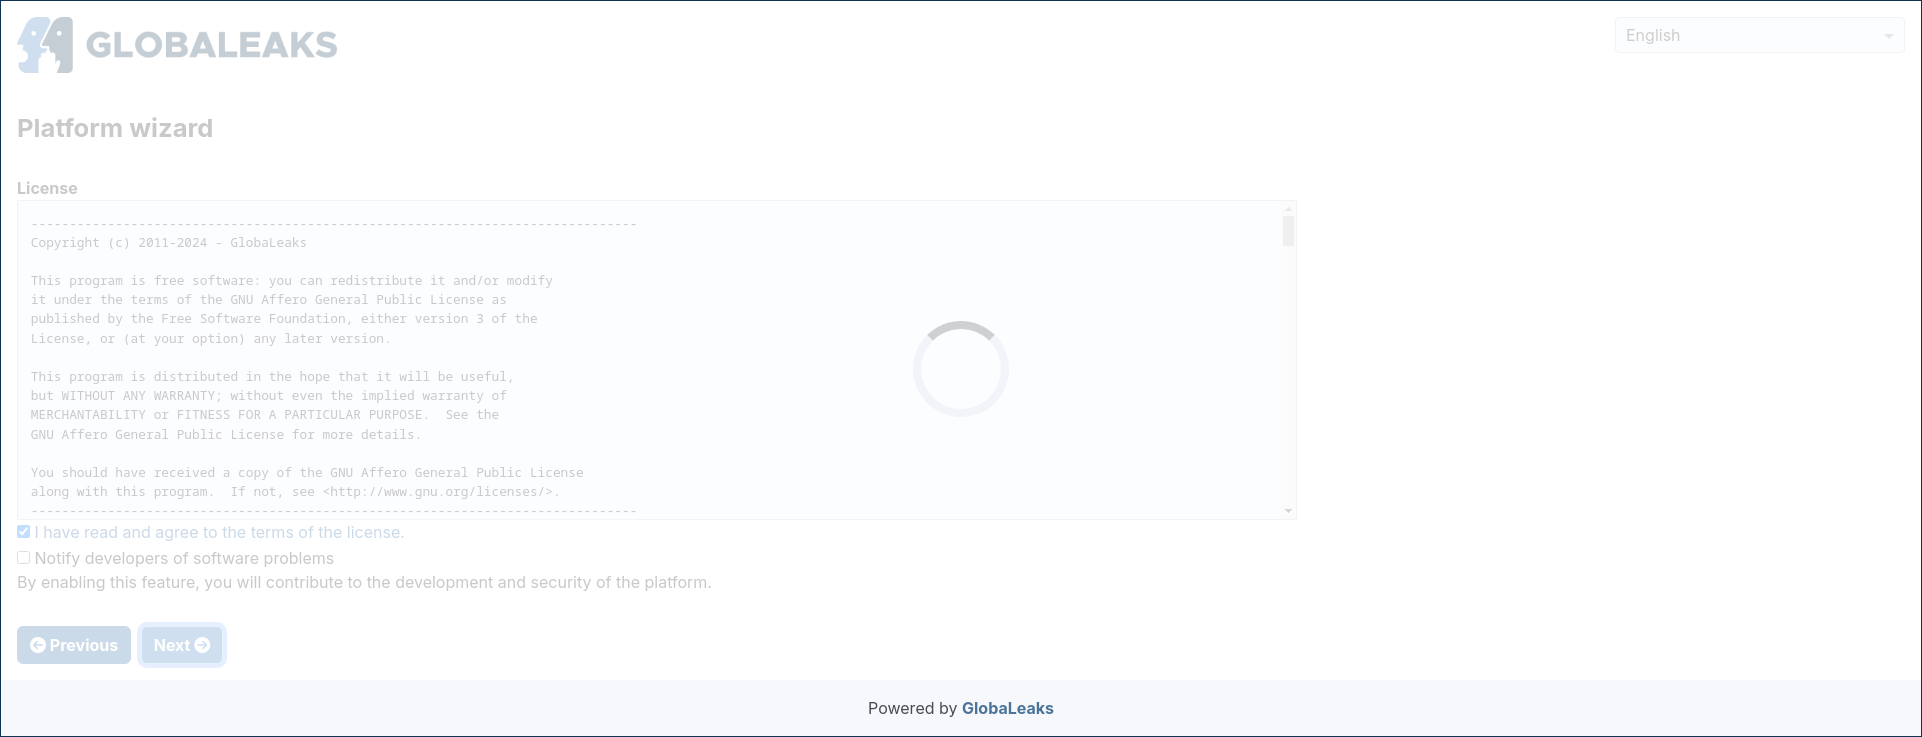 GLOBALEAKS
English
Platform wizard
License
-------------------------------------------------------------------------------
Copyright (c) 2011-2024 - GlobaLeaks
This program is free software: you can redistribute it and/or modify
it under the terms of the GNU Affero General Public License as
published by the Free Software Foundation, either version 3 of the
License, or (at your option) any later version.
This program is distributed in the hope that it will be useful,
but WITHOUT ANY WARRANTY; without even the implied warranty of
MERCHANTABILITY or FITNESS FOR A PARTICULAR PURPOSE.  See the
GNU Affero General Public License for more details.
You should have received a copy of the GNU Affero General Public License
along with this program.  If not, see <http://www.gnu.org/licenses/>.
-------------------------------------------------------------------------------
I have read and agree to the terms of the license.
Notify developers of software problems
By enabling this feature, you will contribute to the development and security of the platform.
Previous Next
Powered by GlobaLeaks